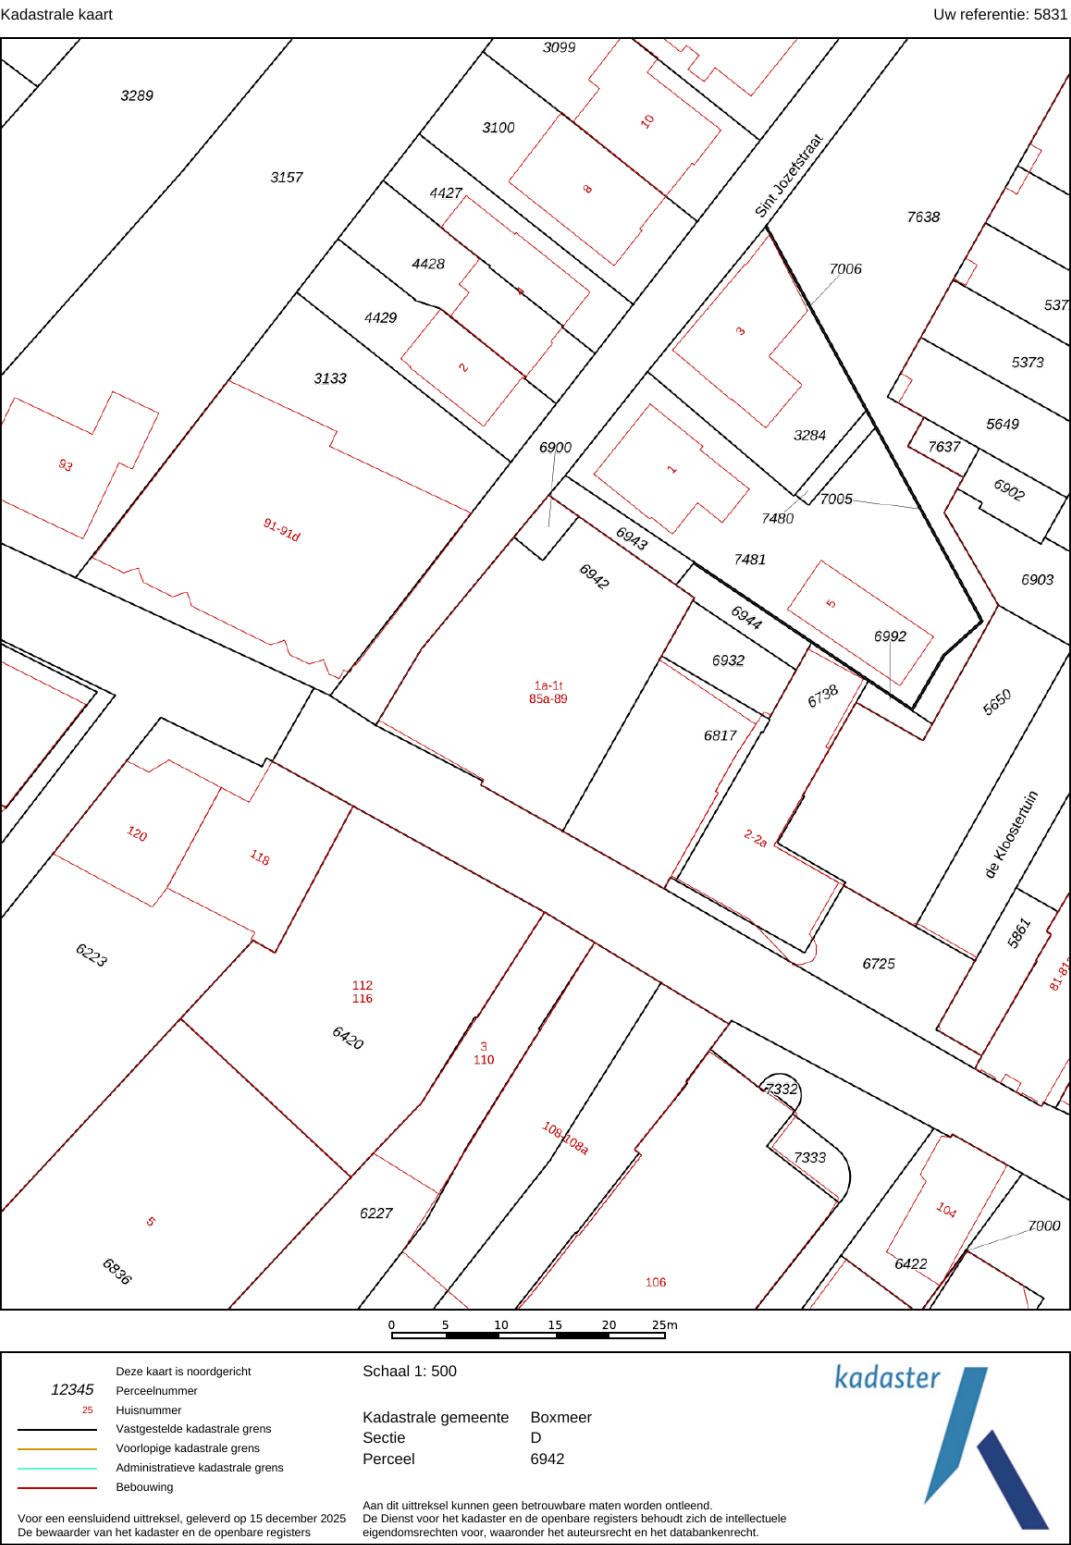 Kadastrale kaart
Uw referentie: 5831
3099
3289
10
3100
Sint Jozefstraat
3157
8
4427
7638
4428
7006
4
5373
4429
3
2
3133
5649
3284
6900
7637
93
1
6902
7005
7480
91-91d
6943
7481
6942
6903
5
6944
6992
6932
1a-1t
85a-89
6738
5650
6817
de Kloostertuin
120
2-2a
118
5861
6223
6725
112
116
6420
3
110
7332
108-108a
7333
104
5
6227
7000
6836
6422
106
0 5 10 15 20 25m
Deze kaart is noordgericht
12345 Perceelnummer
25 Huisnummer
Vastgestelde kadastrale grens
Voorlopige kadastrale grens
Administratieve kadastrale grens
Bebouwing
Voor een eensluidend uittreksel, geleverd op 15 december 2025
De bewaarder van het kadaster en de openbare registers
Schaal 1: 500
Kadastrale gemeente Boxmeer
Sectie D
Perceel 6942
Aan dit uittreksel kunnen geen betrouwbare maten worden ontleend.
De Dienst voor het kadaster en de openbare registers behoudt zich de intellectuele
eigendomsrechten voor, waaronder het auteursrecht en het databankenrecht.
kadaster